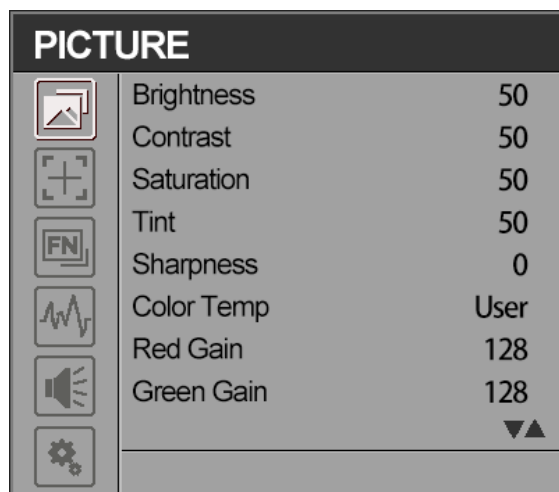 PICTURE
Brightness 50
Contrast 50
Saturation 50
Tint 50
FN
Sharpness 0
Color Temp User
Red Gain 128
Green Gain 128